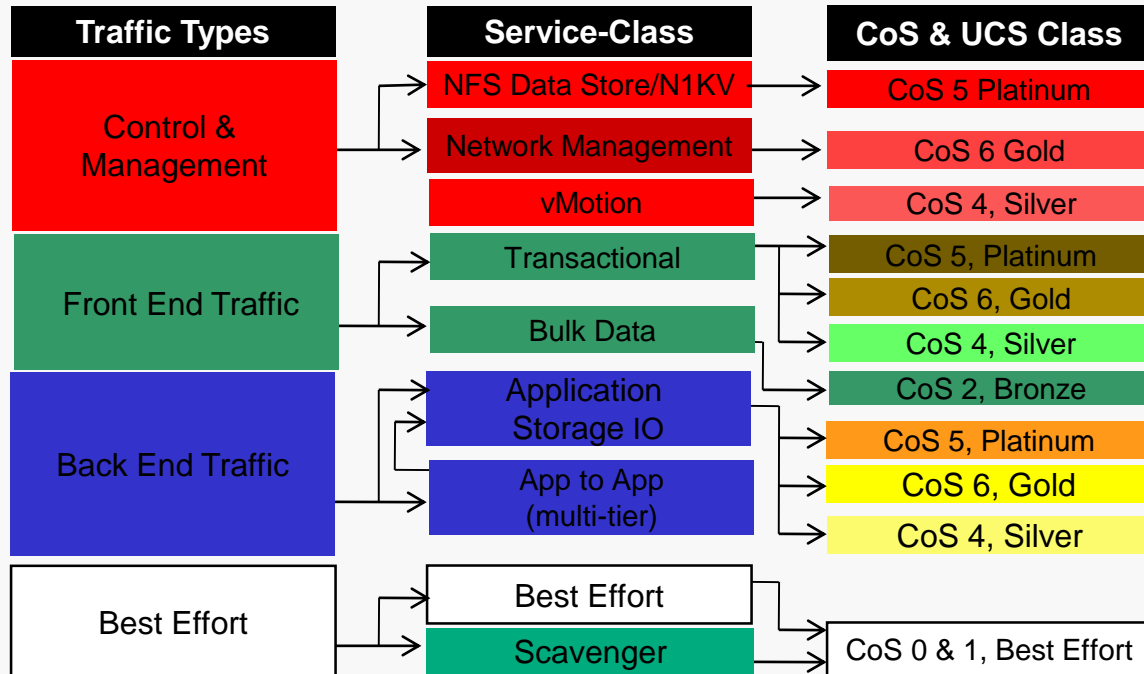 Traffic Types
Service-Class
CoS & UCS Class
Control &
Management
NFS Data Store/N1KV
CoS 5 Platinum
Network Management
CoS 6 Gold
vMotion
CoS 4, Silver
Front End Traffic
Transactional
CoS 5, Platinum
CoS 6, Gold
Bulk Data
CoS 4, Silver
CoS 2, Bronze
Back End Traffic
Application
Storage IO
CoS 5, Platinum
App to App
(multi-tier)
CoS 6, Gold
CoS 4, Silver
Best Effort
Best Effort
Scavenger
CoS 0 & 1, Best Effort